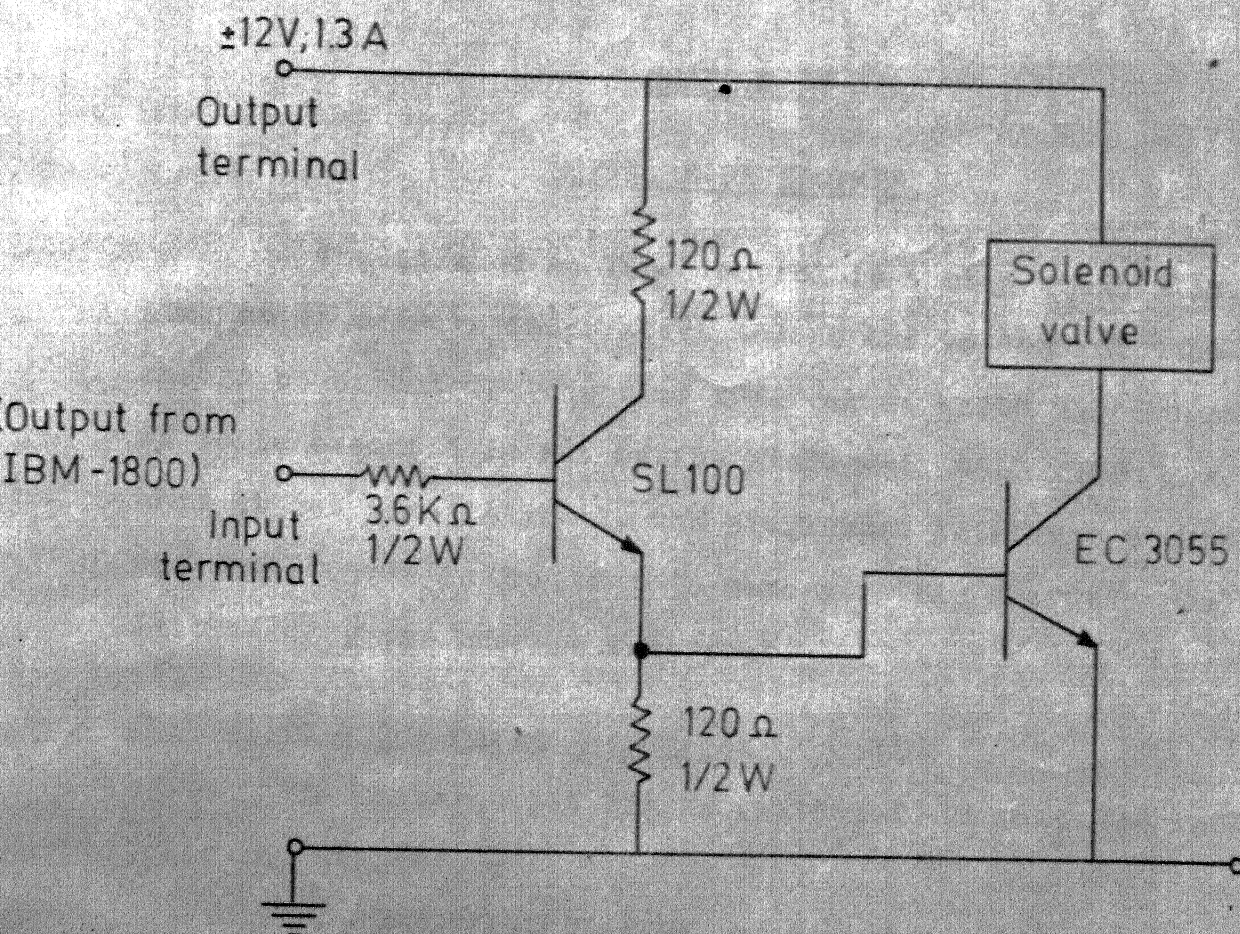 ±12V; 1.3 A
Output
terminal
120 Ω
1/2 W
Solenoid
valve
(Output from
IBM-1800)
Input
terminal
3.6 K Ω
1/2 W
SL100
EC 3055
120 Ω
1/2 W